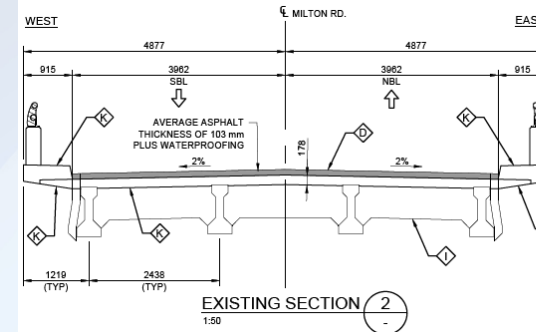 ℄ MILTON RD.
WEST
EAS
4877
4877
915
3962
3962
915
SBL
NBL
K
AVERAGE ASPHALT
THICKNESS OF 103 mm
PLUS WATERPROOFING
D
K
178
2%
2%
K
K
I
1219
(TYP)
2438
(TYP)
EXISTING SECTION
2
-
1:50